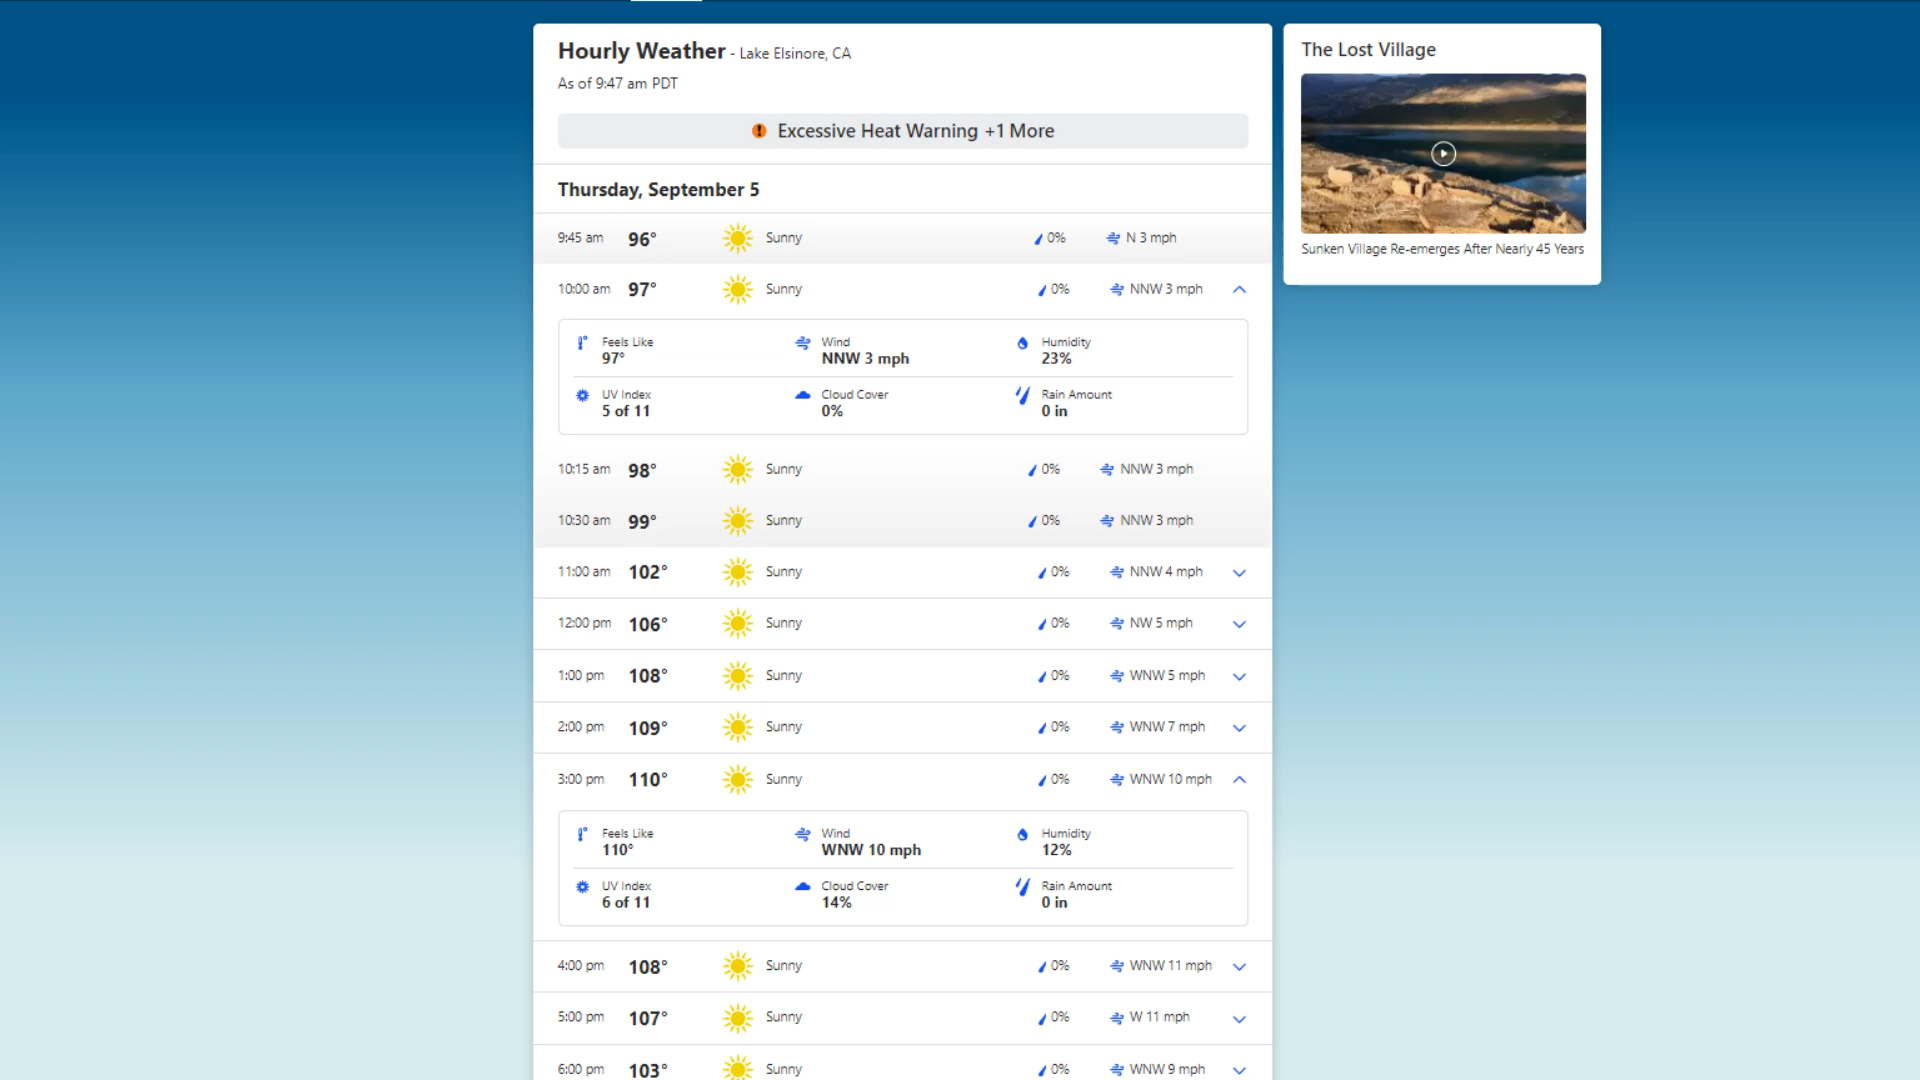 Hourly Weather - Lake Elsinore, CA
As of 9:47 am PDT
Excessive Heat Warning +1 More
Thursday, September 5
9:45 am 96° Sunny 0% N 3 mph
10:00 am 97° Sunny 0% NNW 3 mph
Feels Like Wind Humidity
97° NNW 3 mph 23%
UV Index Cloud Cover Rain Amount
5 of 11 0% 0 in
10:15 am 98° Sunny 0% NNW 3 mph
10:30 am 99° Sunny 0% NNW 3 mph
11:00 am 102° Sunny 0% NNW 4 mph
12:00 pm 106° Sunny 0% NW 5 mph
1:00 pm 108° Sunny 0% WNW 5 mph
2:00 pm 109° Sunny 0% WNW 7 mph
3:00 pm 110° Sunny 0% WNW 10 mph
Feels Like Wind Humidity
110° WNW 10 mph 12%
UV Index Cloud Cover Rain Amount
6 of 11 14% 0 in
4:00 pm 108° Sunny 0% WNW 11 mph
5:00 pm 107° Sunny 0% W 11 mph
6:00 pm 103° Sunny 0% WNW 9 mph
The Lost Village
Sunken Village Re-emerges After Nearly 45 Years